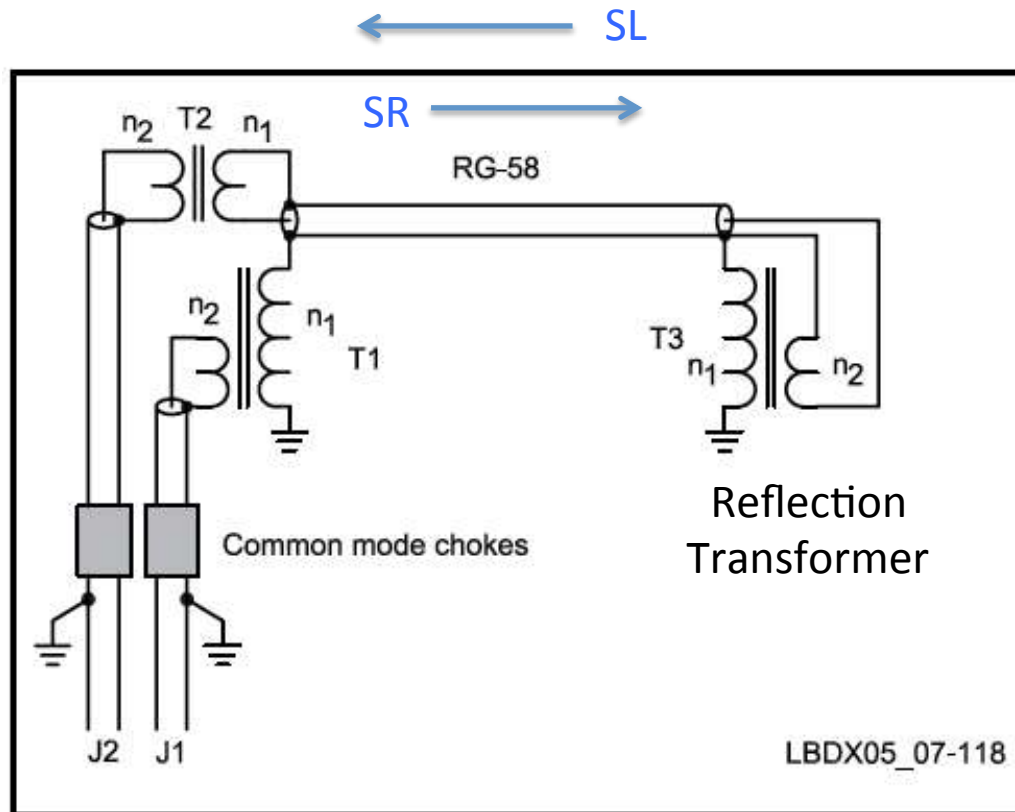 SL
SR
n2 T2 n1
RG-58
n2
n1
T1
T3
n1
n2
Reflection
Transformer
Common mode chokes
J2 J1
LBDX05_07-118